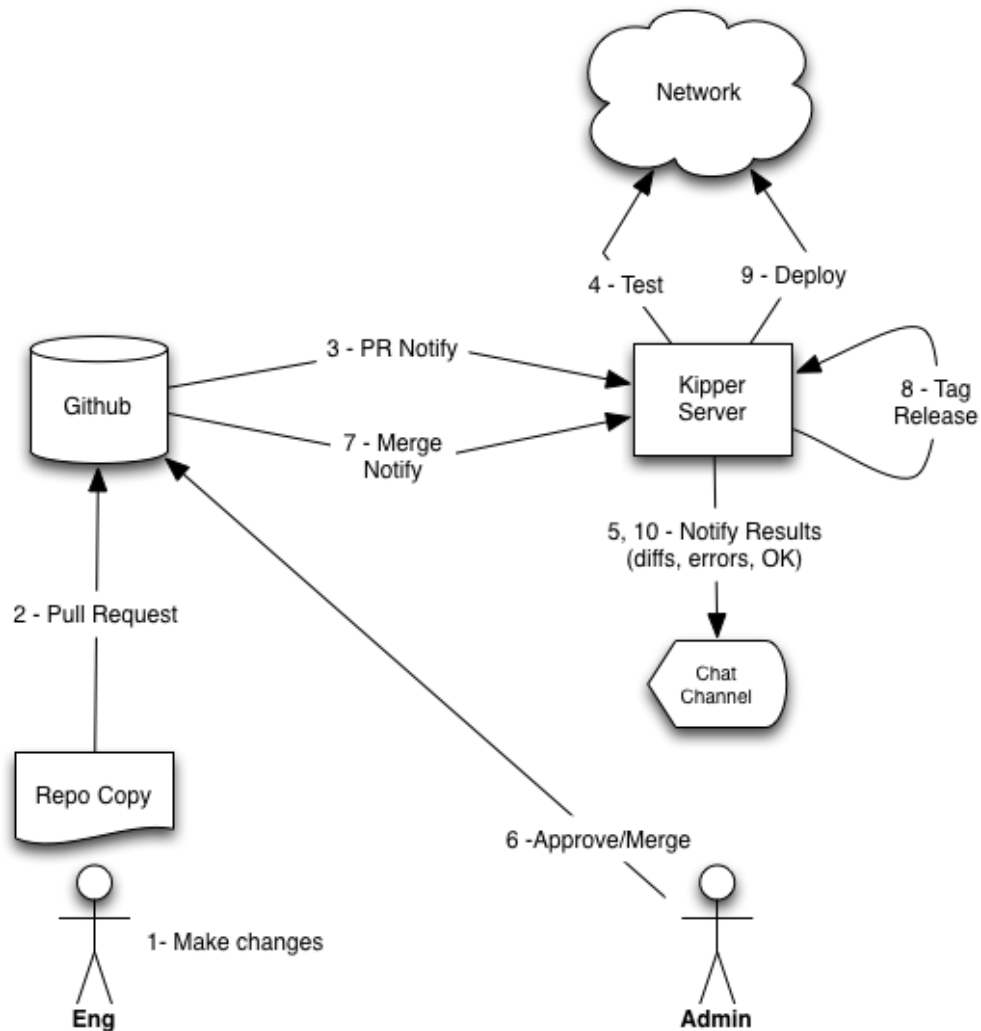 Network
4 - Test
9 - Deploy
3 - PR Notify
Github
Kipper
Server
8 - Tag
Release
7 - Merge
Notify
5, 10 - Notify Results
(diffs, errors, OK)
2 - Pull Request
Chat
Channel
Repo Copy
6 -Approve/Merge
1- Make changes
Eng
Admin